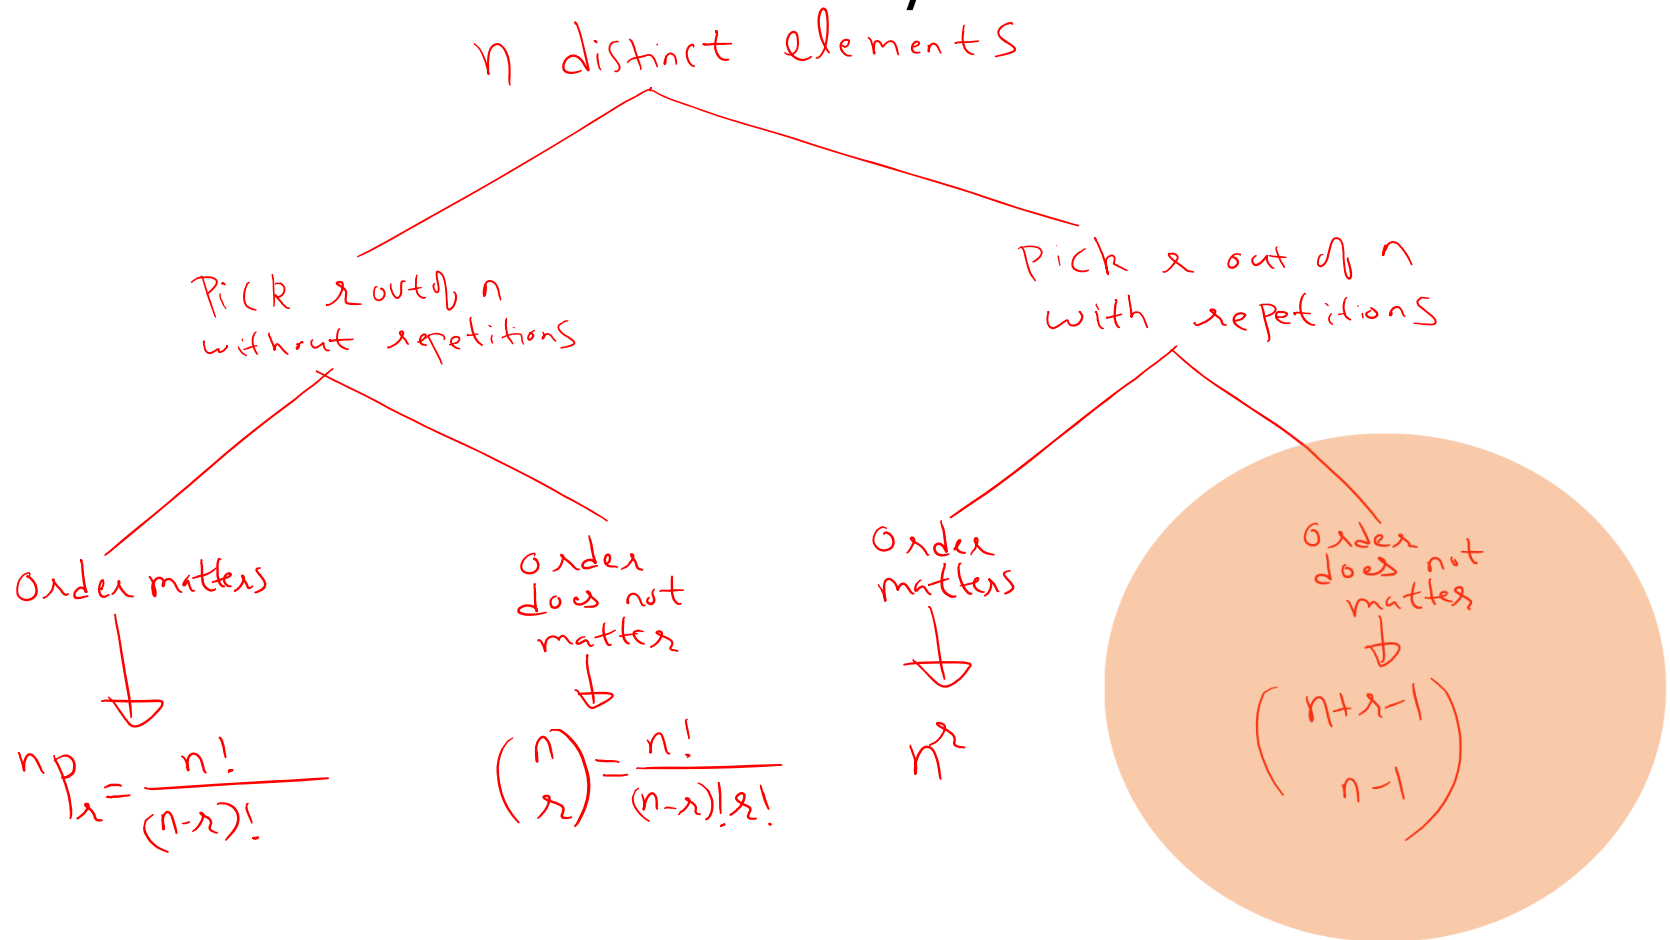 n distinct elements
Pick r out of n
without repetitions
Pick r out of n
with repetitions
Order matters
nPr = n! / (n-r)!
Order
does not
matter
(n r) = n! / (n-r)! r!
Order
matters
n^r
Order
does not
matter
(n+r-1 n-1)